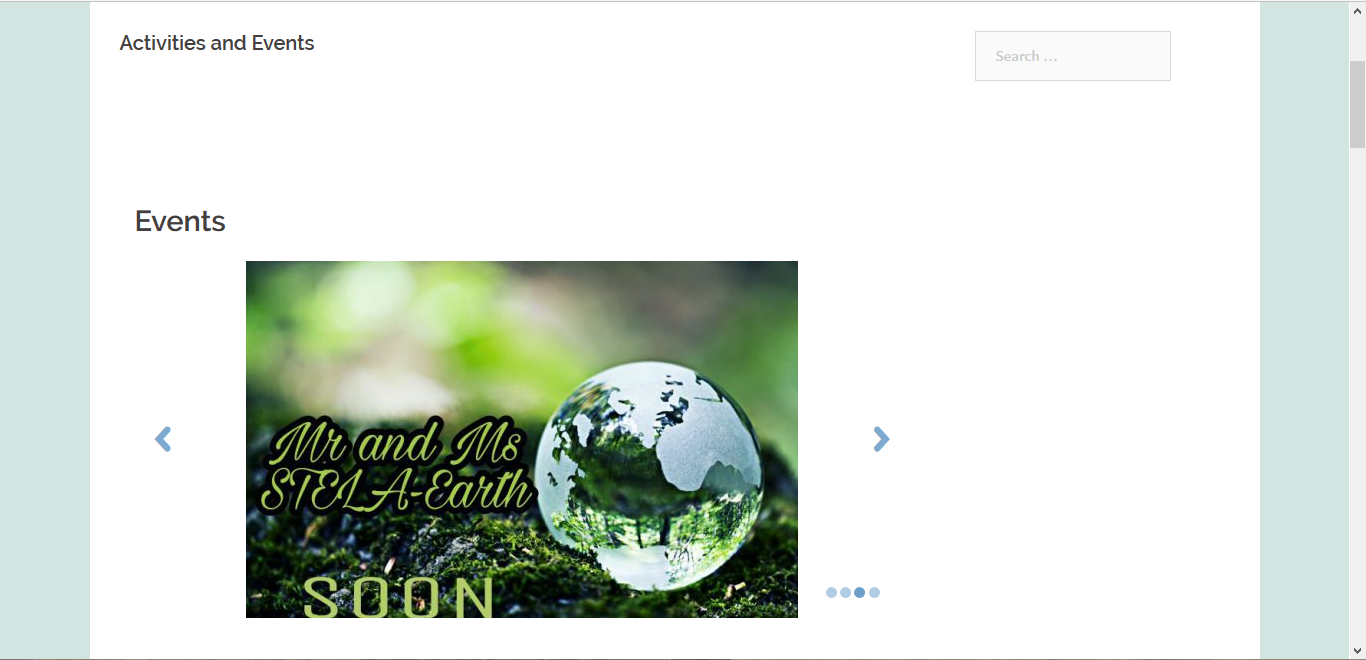 Activities and Events
Search ...
Events
Mr and Ms
STELA-Earth
SOON